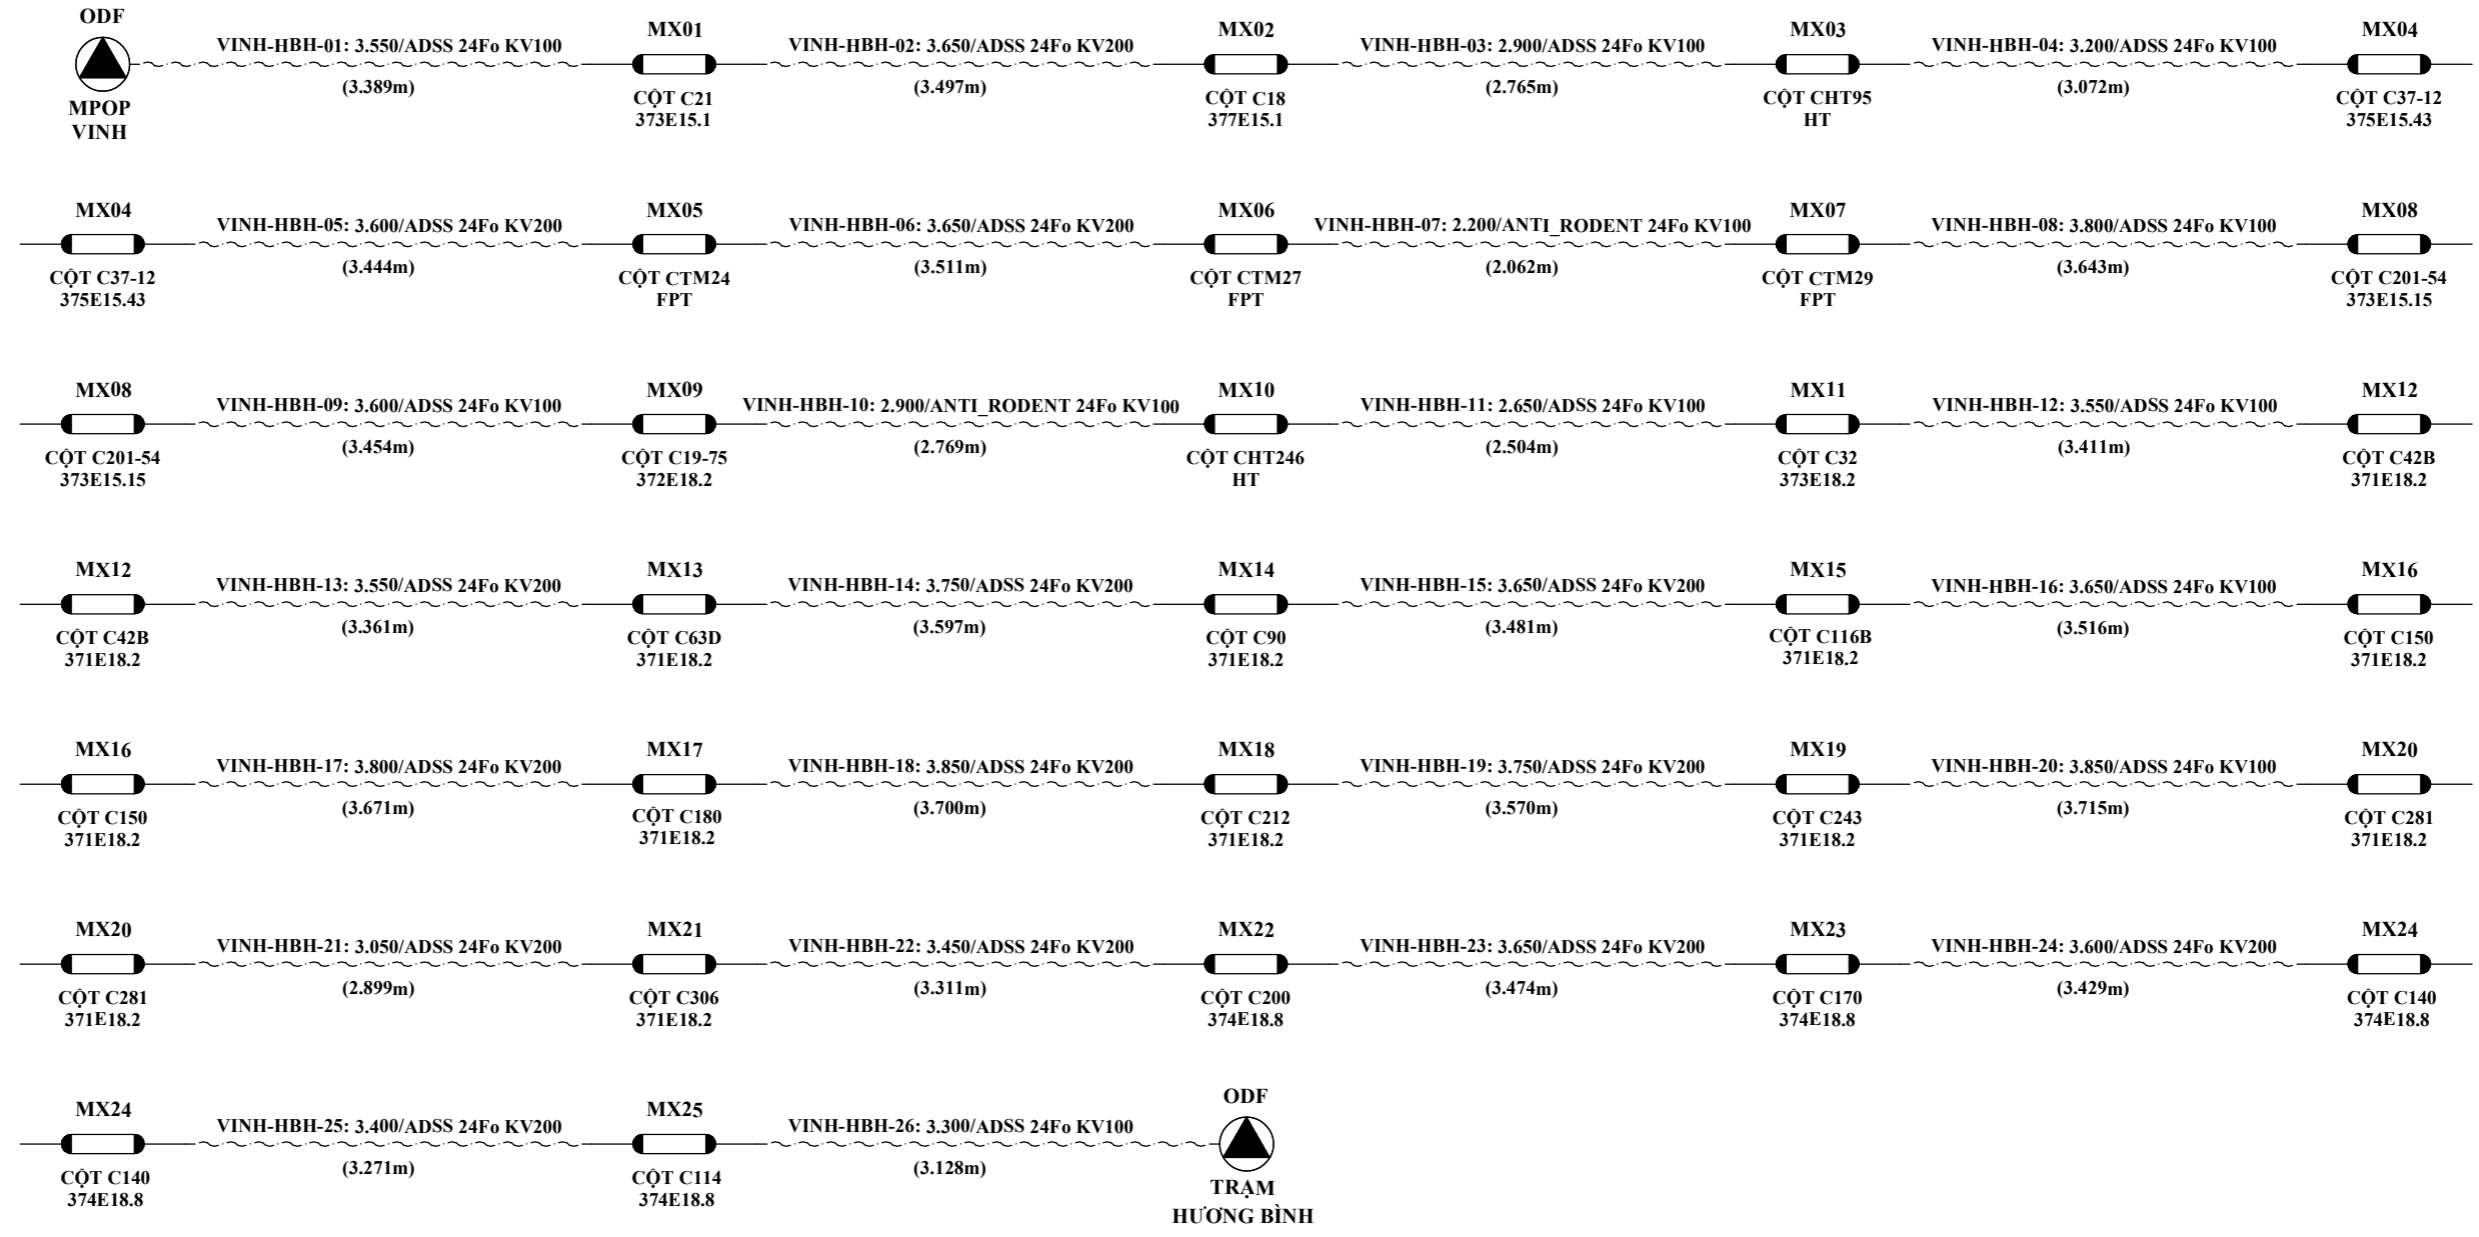 ODF
MX01
MX02
MX03
MX04
VINH-HBH-01: 3.550/ADSS 24Fo KV100
VINH-HBH-02: 3.650/ADSS 24Fo KV200
VINH-HBH-03: 2.900/ADSS 24Fo KV100
VINH-HBH-04: 3.200/ADSS 24Fo KV100
(3.389m)
(3.497m)
(2.765m)
(3.072m)
MPOP
VINH
CỘT C21
373E15.1
CỘT C18
377E15.1
CỘT CHT95
HT
CỘT C37-12
375E15.43
MX04
MX05
MX06
MX07
MX08
VINH-HBH-05: 3.600/ADSS 24Fo KV200
VINH-HBH-06: 3.650/ADSS 24Fo KV200
VINH-HBH-07: 2.200/ANTI_RODENT 24Fo KV100
VINH-HBH-08: 3.800/ADSS 24Fo KV100
(3.444m)
(3.511m)
(2.062m)
(3.643m)
CỘT C37-12
375E15.43
CỘT CTM24
FPT
CỘT CTM27
FPT
CỘT CTM29
FPT
CỘT C201-54
373E15.15
MX08
MX09
MX10
MX11
MX12
VINH-HBH-09: 3.600/ADSS 24Fo KV100
VINH-HBH-10: 2.900/ANTI_RODENT 24Fo KV100
VINH-HBH-11: 2.650/ADSS 24Fo KV100
VINH-HBH-12: 3.550/ADSS 24Fo KV100
(3.454m)
(2.769m)
(2.504m)
(3.411m)
CỘT C201-54
373E15.15
CỘT C19-75
372E18.2
CỘT CHT246
HT
CỘT C32
373E18.2
CỘT C42B
371E18.2
MX12
MX13
MX14
MX15
MX16
VINH-HBH-13: 3.550/ADSS 24Fo KV200
VINH-HBH-14: 3.750/ADSS 24Fo KV200
VINH-HBH-15: 3.650/ADSS 24Fo KV200
VINH-HBH-16: 3.650/ADSS 24Fo KV100
(3.361m)
(3.597m)
(3.481m)
(3.516m)
CỘT C42B
371E18.2
CỘT C63D
371E18.2
CỘT C90
371E18.2
CỘT C116B
371E18.2
CỘT C150
371E18.2
MX16
MX17
MX18
MX19
MX20
VINH-HBH-17: 3.800/ADSS 24Fo KV200
VINH-HBH-18: 3.850/ADSS 24Fo KV200
VINH-HBH-19: 3.750/ADSS 24Fo KV200
VINH-HBH-20: 3.850/ADSS 24Fo KV100
(3.671m)
(3.700m)
(3.570m)
(3.715m)
CỘT C150
371E18.2
CỘT C180
371E18.2
CỘT C212
371E18.2
CỘT C243
371E18.2
CỘT C281
371E18.2
MX20
MX21
MX22
MX23
MX24
VINH-HBH-21: 3.050/ADSS 24Fo KV200
VINH-HBH-22: 3.450/ADSS 24Fo KV200
VINH-HBH-23: 3.650/ADSS 24Fo KV200
VINH-HBH-24: 3.600/ADSS 24Fo KV200
(2.899m)
(3.311m)
(3.474m)
(3.429m)
CỘT C281
371E18.2
CỘT C306
371E18.2
CỘT C200
374E18.8
CỘT C170
374E18.8
CỘT C140
374E18.8
MX24
MX25
ODF
VINH-HBH-25: 3.400/ADSS 24Fo KV200
VINH-HBH-26: 3.300/ADSS 24Fo KV100
(3.271m)
(3.128m)
CỘT C140
374E18.8
CỘT C114
374E18.8
TRẠM
HƯƠNG BÌNH